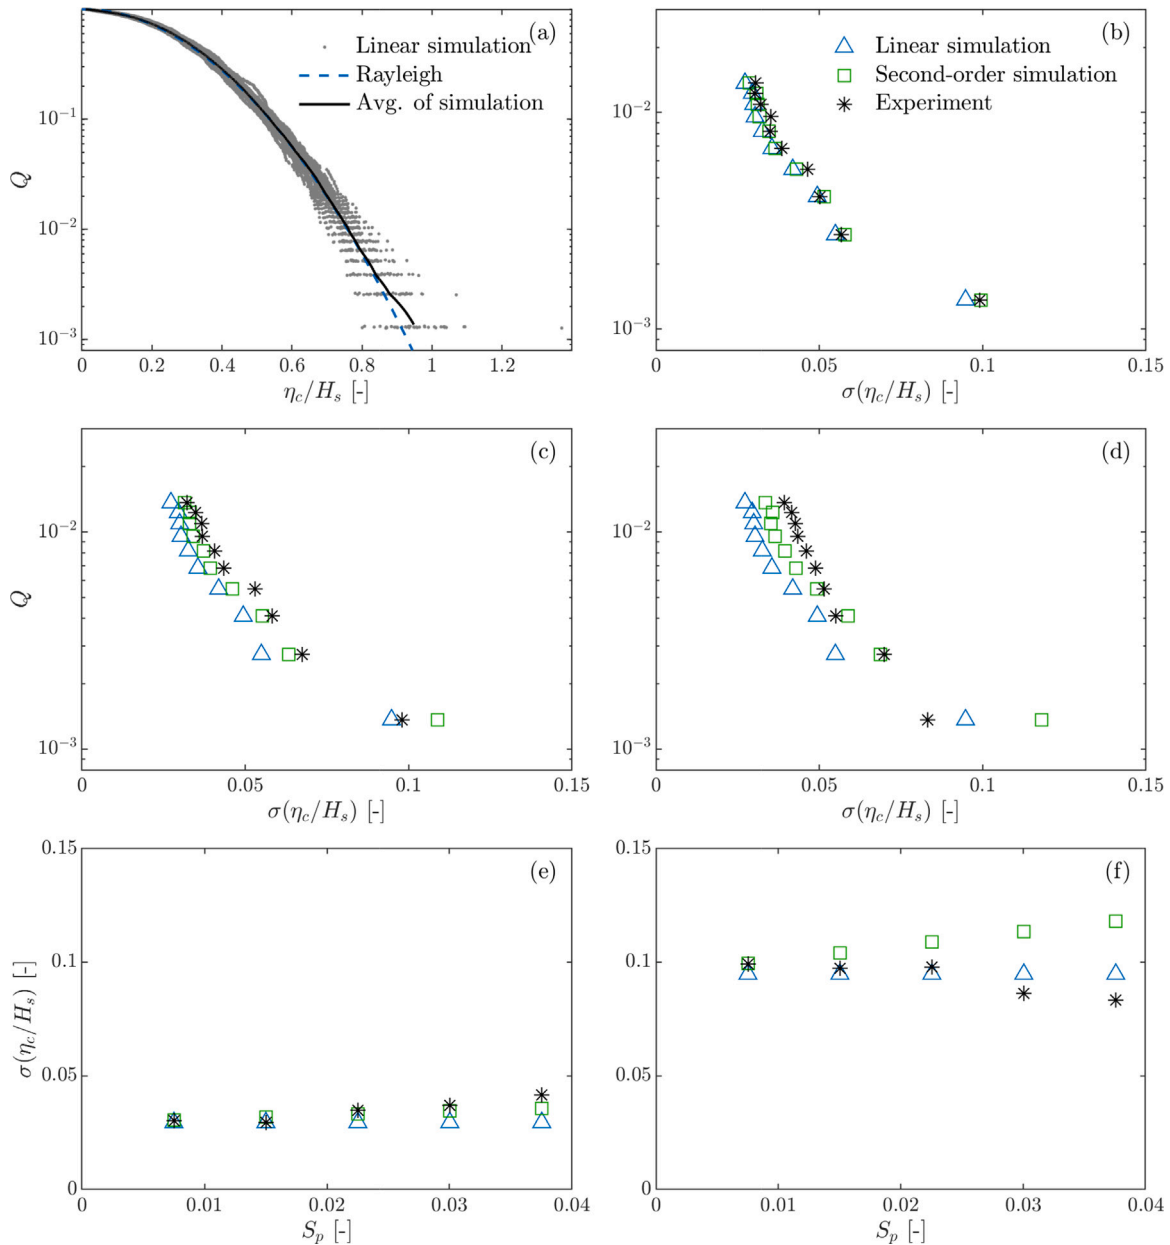 (a)
Linear simulation
Rayleigh
Avg. of simulation
10⁻¹
10⁻²
10⁻³
Q
0 0.2 0.4 0.6 0.8 1 1.2
η_c/H_s [-]
(b)
Linear simulation
Second-order simulation
Experiment
10⁻²
10⁻³
0 0.05 0.1 0.15
σ(η_c/H_s) [-]
(c)
10⁻²
10⁻³
Q
0 0.05 0.1 0.15
σ(η_c/H_s) [-]
(d)
10⁻²
10⁻³
0 0.05 0.1 0.15
σ(η_c/H_s) [-]
(e)
0.15
0.1
0.05
0
σ(η_c/H_s) [-]
0 0.01 0.02 0.03 0.04
S_p [-]
(f)
0.15
0.1
0.05
0
0 0.01 0.02 0.03 0.04
S_p [-]